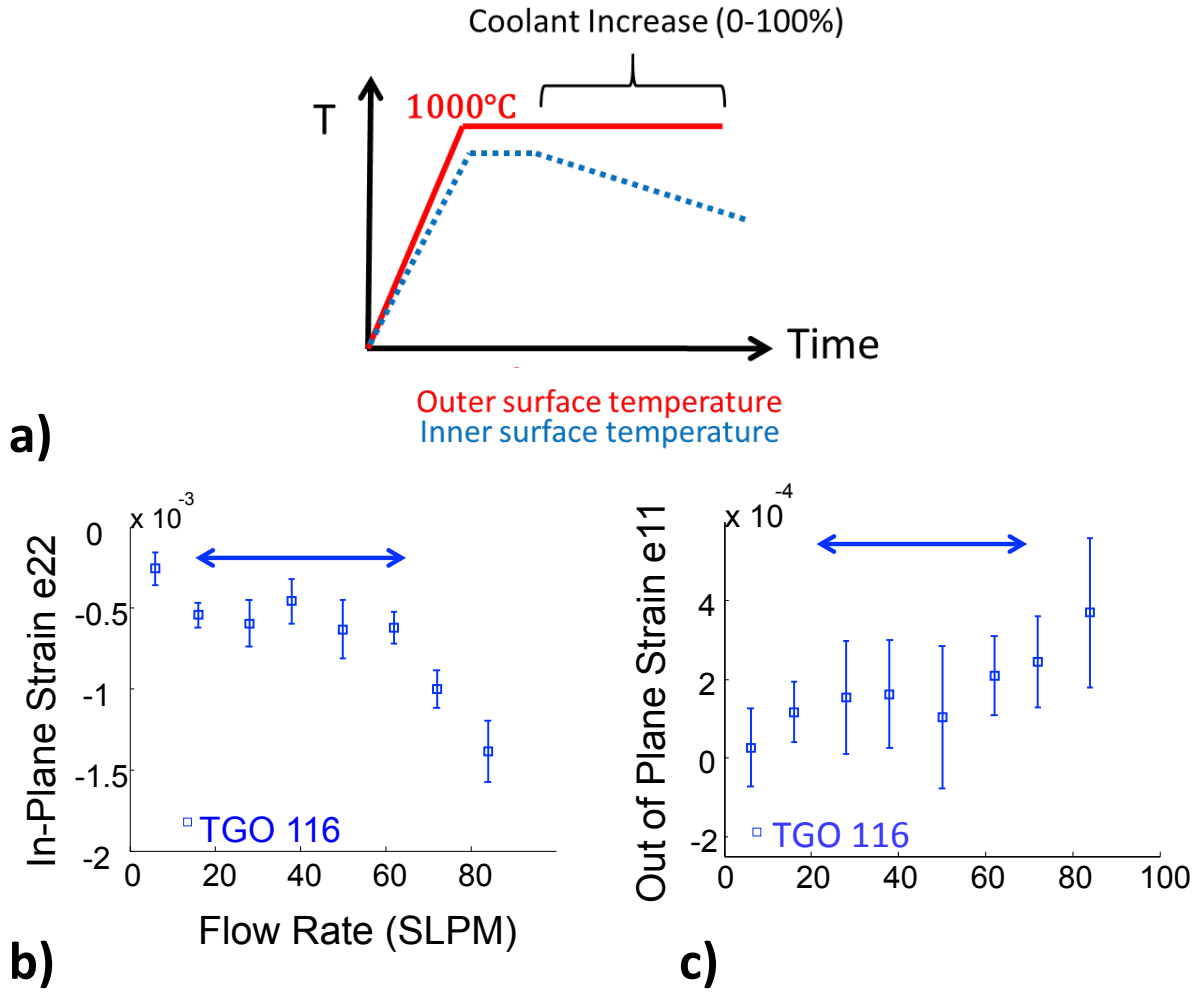 Coolant Increase (0-100%)
T
1000°C
Time
Outer surface temperature
Inner surface temperature
a)
x 10⁻³
0
-0.5
-1
-1.5
-2
In-Plane Strain e22
TGO 116
0 20 40 60 80
Flow Rate (SLPM)
b)
x 10⁻⁴
4
2
0
-2
Out of Plane Strain e11
TGO 116
0 20 40 60 80 100
c)